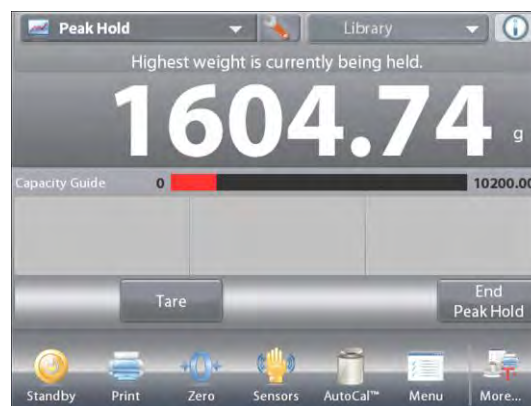 Peak Hold Library
Highest weight is currently being held.
1604.74 g
Capacity Guide 0 10200.00
Tare
End
Peak Hold
Standby Print Zero Sensors AutoCal™ Menu More...